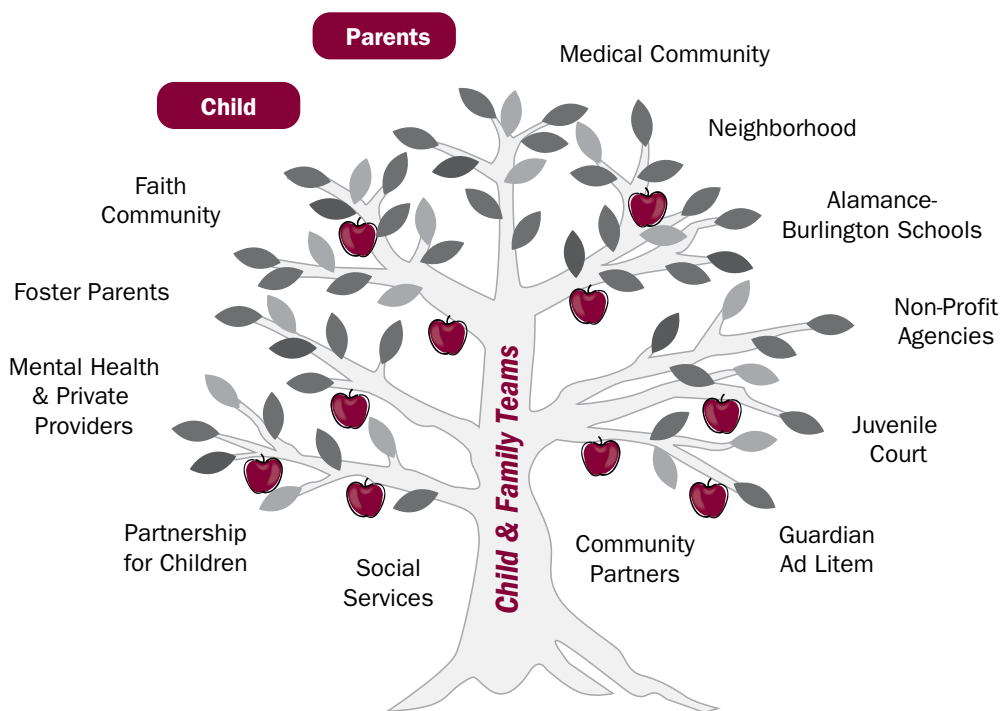 Parents
Medical Community
Child
Neighborhood
Faith
Community
Alamance-
Burlington Schools
Foster Parents
Non-Profit
Agencies
Mental Health
& Private
Providers
Child & Family Teams
Juvenile
Court
Partnership
for Children
Social
Services
Community
Partners
Guardian
Ad Litem